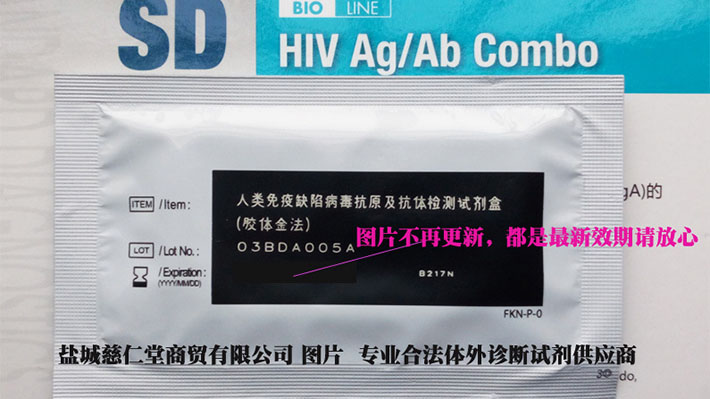 BIO LINE
SD
HIV Ag/Ab Combo
gA)的
ITEM /Item:
人类免疫缺陷病毒抗原及抗体检测试剂盒
(胶体金法)
图片不再更新，都是最新效期请放心
LOT /Lot No.:
03BDA005A
/Expiration:
(YYYY/MM/DD)
B217N
FKN-P-0
盐城慈仁堂商贸有限公司 图片 专业合法体外诊断试剂供应商
do,